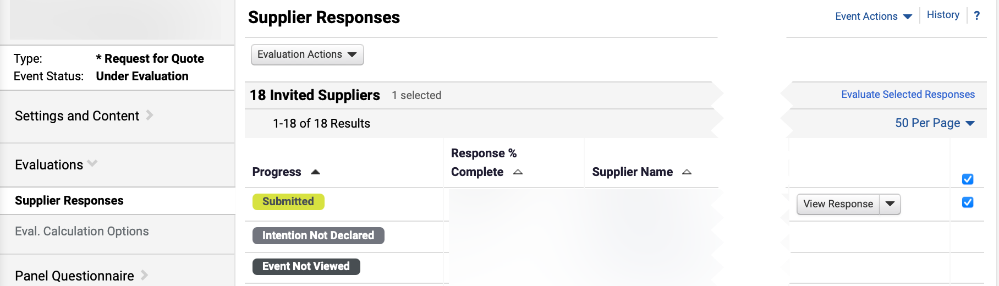 Supplier Responses
Event Actions
History
?
Type: * Request for Quote
Event Status: Under Evaluation
Evaluation Actions
18 Invited Suppliers 1 selected
Evaluate Selected Responses
Settings and Content
1-18 of 18 Results
50 Per Page
Evaluations
Response %
Complete
Progress
Supplier Name
Supplier Responses
Submitted
View Response
Eval. Calculation Options
Intention Not Declared
Event Not Viewed
Panel Questionnaire